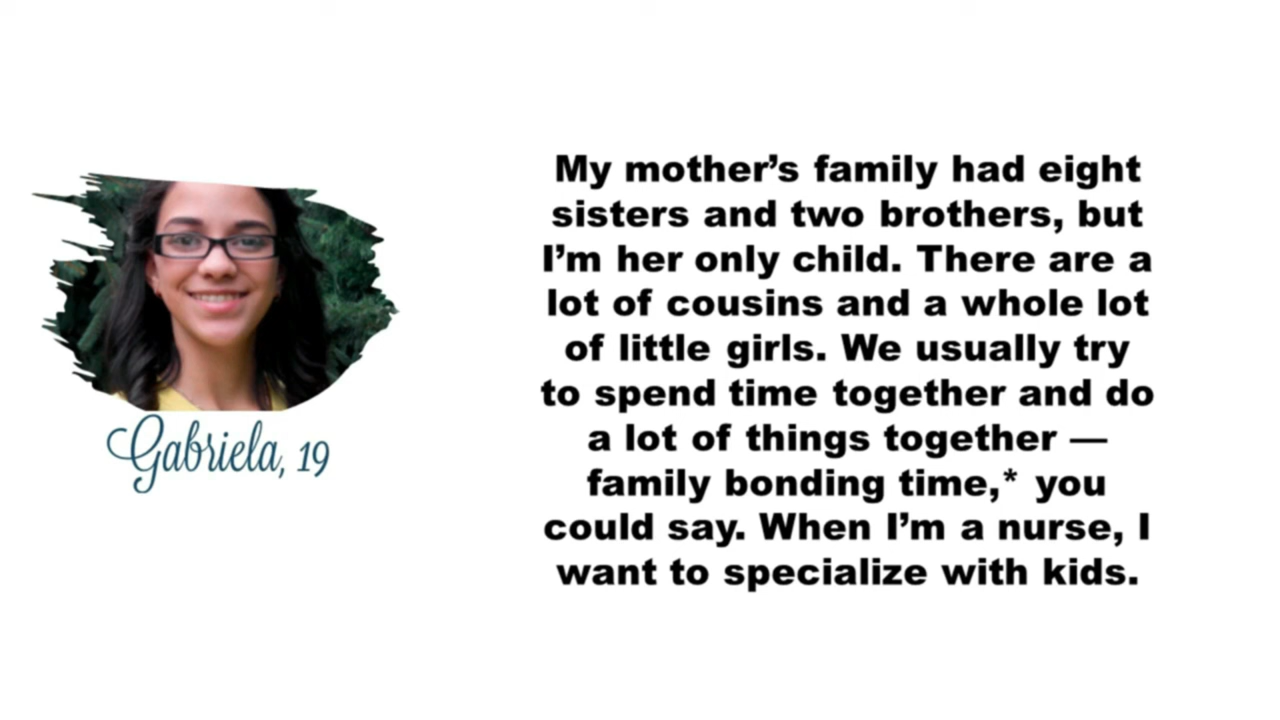 Gabriela, 19
My mother’s family had eight
sisters and two brothers, but
I’m her only child. There are a
lot of cousins and a whole lot
of little girls. We usually try
to spend time together and do
a lot of things together —
family bonding time,* you
could say. When I’m a nurse, I
want to specialize with kids.